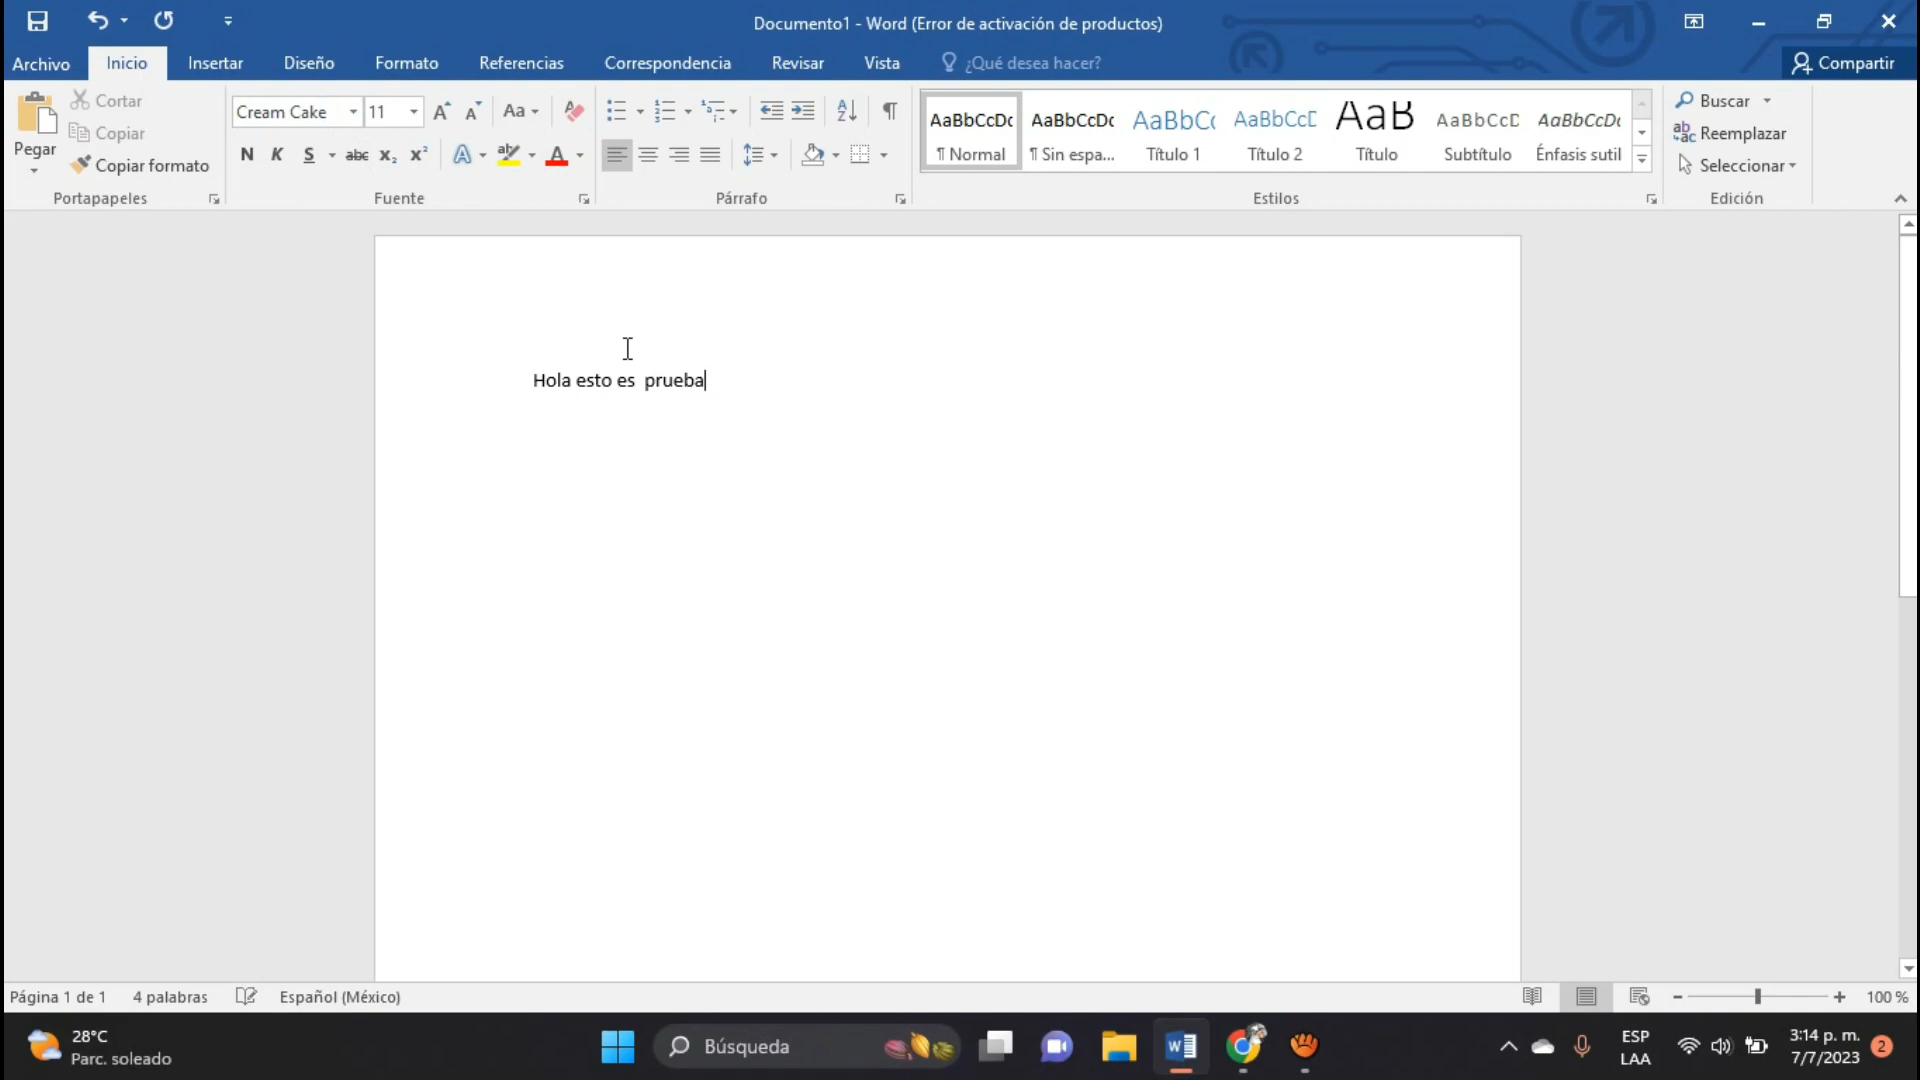 Documento1 - Word (Error de activación de productos)
Archivo Inicio Insertar Diseño Formato Referencias Correspondencia Revisar Vista ¿Qué desea hacer? Compartir
Pegar
Cortar
Copiar
Copiar formato
Portapapeles
Cream Cake 11 Aa
N K S abc x₂ x² A aby A
Fuente
Párrafo
AaBbCcDc AaBbCcDc AaBbC AaBbCcD AaB AaBbCcD AaBbCcDc
¶ Normal ¶ Sin espa... Título 1 Título 2 Título Subtítulo Énfasis sutil
Estilos
Buscar
Reemplazar
Seleccionar
Edición
Hola esto es  prueba
Página 1 de 1 4 palabras Español (México) 100 %
28°C
Parc. soleado
Búsqueda
ESP
LAA
3:14 p. m.
7/7/2023
2